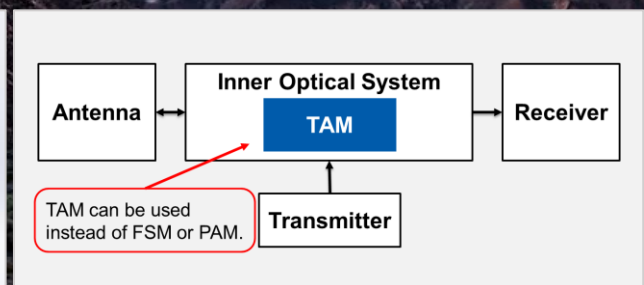 Inner Optical System
Antenna
TAM
Receiver
TAM can be used
instead of FSM or PAM.
Transmitter